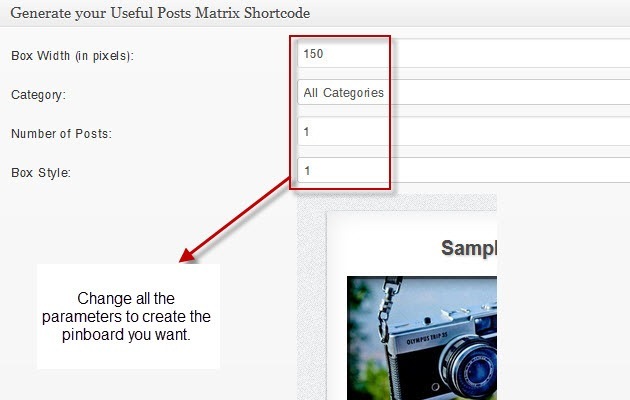 Generate your Useful Posts Matrix Shortcode
Box Width (in pixels): 150
Category: All Categories
Number of Posts: 1
Box Style: 1
Sampl
Change all the
parameters to create the
pinboard you want.
OLYMPUS TRIP 35